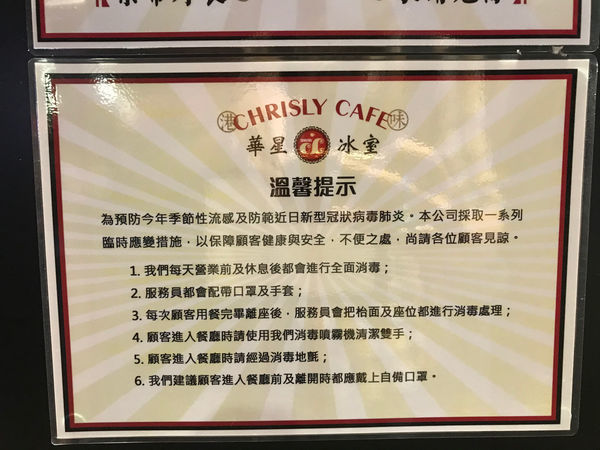 港 CHRISLY CAFE 味
華星 冰室
溫馨提示
為預防今年季節性流感及防範近日新型冠狀病毒肺炎。本公司採取一系列
臨時應變措施，以保障顧客健康與安全，不便之處，尚請各位顧客見諒。
1. 我們每天營業前及休息後都會進行全面消毒；
2. 服務員都會配帶口罩及手套；
3. 每次顧客用餐完畢離座後，服務員會把枱面及座位都進行消毒處理；
4. 顧客進入餐廳時請使用我們消毒噴霧機清潔雙手；
5. 顧客進入餐廳時請經過消毒地氈；
6. 我們建議顧客進入餐廳前及離開時都應戴上自備口罩。